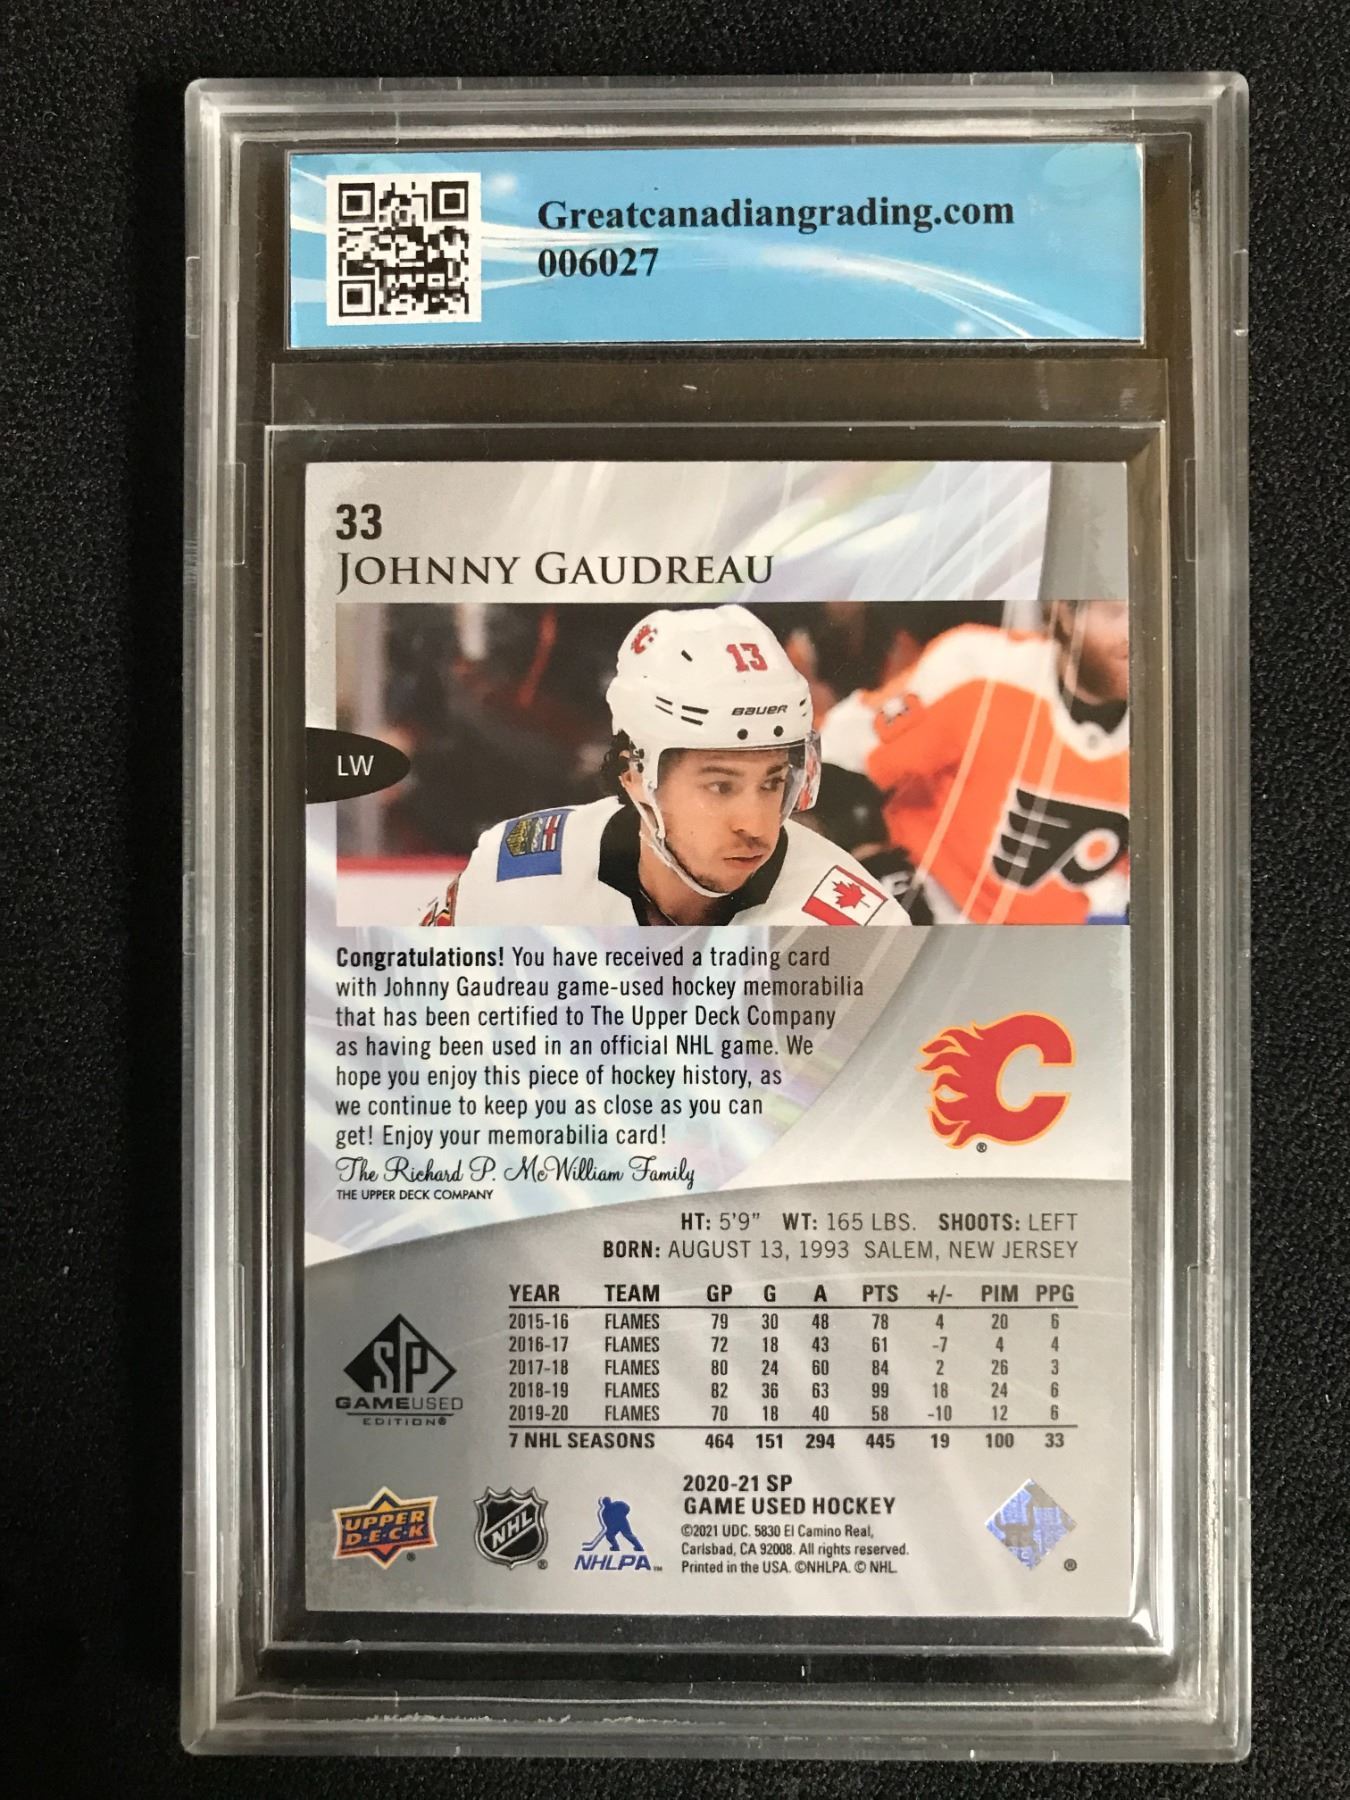 Greatcanadiangrading.com
006027
33
JOHNNY GAUDREAU
13
BAUER
LW
Congratulations! You have received a trading card
with Johnny Gaudreau game-used hockey memorabilia
that has been certified to The Upper Deck Company
as having been used in an official NHL game. We
hope you enjoy this piece of hockey history, as
we continue to keep you as close as you can
get! Enjoy your memorabilia card!
The Richard P. McWilliam Family
THE UPPER DECK COMPANY
C
®
HT: 5'9" WT: 165 LBS. SHOOTS: LEFT
BORN: AUGUST 13, 1993 SALEM, NEW JERSEY
YEAR TEAM GP G A PTS +/- PIM PPG
2015-16 FLAMES 79 30 48 78 4 20 6
2016-17 FLAMES 72 18 43 61 -7 4 4
2017-18 FLAMES 80 24 60 84 2 26 3
2018-19 FLAMES 82 36 63 99 18 24 6
2019-20 FLAMES 70 18 40 58 -10 12 6
7 NHL SEASONS 464 151 294 445 19 100 33
SP
GAMEUSED
EDITION®
2020-21 SP
GAME USED HOCKEY
©2021 UDC. 5830 El Camino Real,
Carlsbad, CA 92008. All rights reserved.
Printed in the USA. ©NHLPA. © NHL.
UPPER
D·E·C·K
®
NHL
®
NHLPA™
®